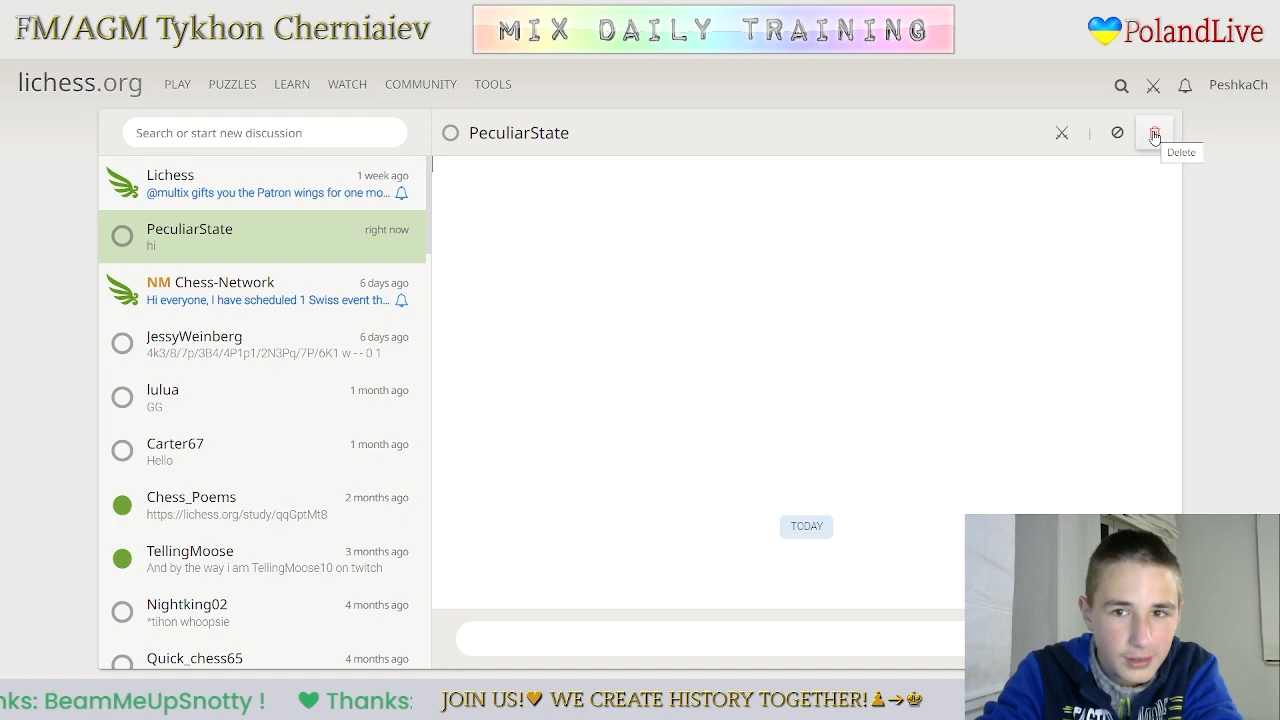 FM/AGM Tykhon Cherniaiev
MIX DAILY TRAINING
PolandLive
lichess.org PLAY PUZZLES LEARN WATCH COMMUNITY TOOLS PeshkaCh
Search or start new discussion
PeculiarState
|
Delete
Lichess 1 week ago
@multix gifts you the Patron wings for one mo...
PeculiarState right now
hi
NM Chess-Network 6 days ago
Hi everyone, I have scheduled 1 Swiss event th...
JessyWeinberg 6 days ago
4k3/8/7p/3B4/4P1p1/2N3Pq/7P/6K1 w - - 0 1
lulua 1 month ago
GG
Carter67 1 month ago
Hello
Chess_Poems 2 months ago
https://lichess.org/study/qqGptMt8
TODAY
TellingMoose 3 months ago
And by the way i am TellingMoose10 on twitch
Nightking02 4 months ago
*tihon whoopsie
Quick_chess65 4 months ago
nks: BeamMeUpSnotty ! Thanks: JOIN US! WE CREATE HISTORY TOGETHER!